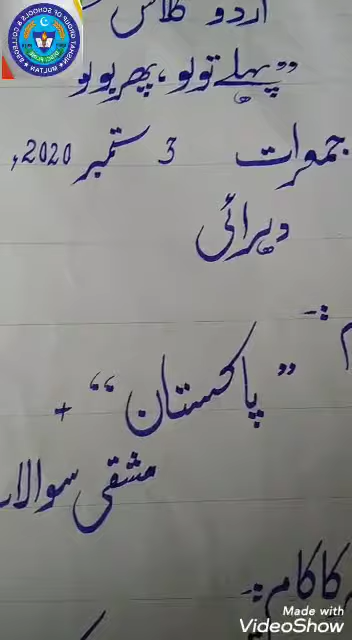 اردو کلاس
"پہلے تولو، پھر بولو"
جمعرات 3 ستمبر 2020ء
دہرائی
م :-
"پاکستان" +
مشقی سوالا
کا کام :-
Made with
VideoShow